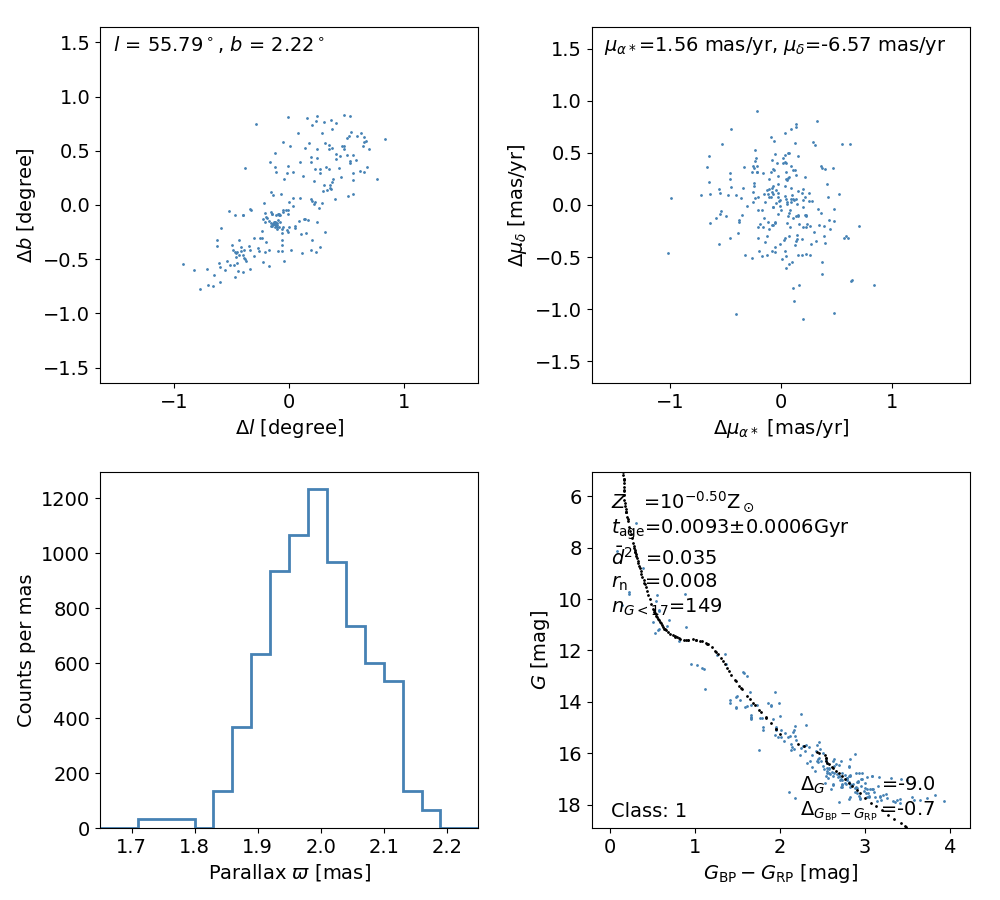 l = 55.79°, b = 2.22°
1.5
1.0
0.5
0.0
−0.5
−1.0
−1.5
−1 0 1
Δb [degree]
Δl [degree]
μα*=1.56 mas/yr, μδ=-6.57 mas/yr
1.5
1.0
0.5
0.0
−0.5
−1.0
−1.5
−1 0 1
Δμδ [mas/yr]
Δμα* [mas/yr]
1200
1000
800
600
400
200
0
1.7 1.8 1.9 2.0 2.1 2.2
Counts per mas
Parallax ϖ [mas]
Z =10^−0.50 Z⊙
tage=0.0093±0.0006Gyr
d̄² =0.035
rn =0.008
nG<17=149
ΔG =-9.0
ΔGBP−GRP =-0.7
Class: 1
6
8
10
12
14
16
18
0 1 2 3 4
G [mag]
GBP − GRP [mag]